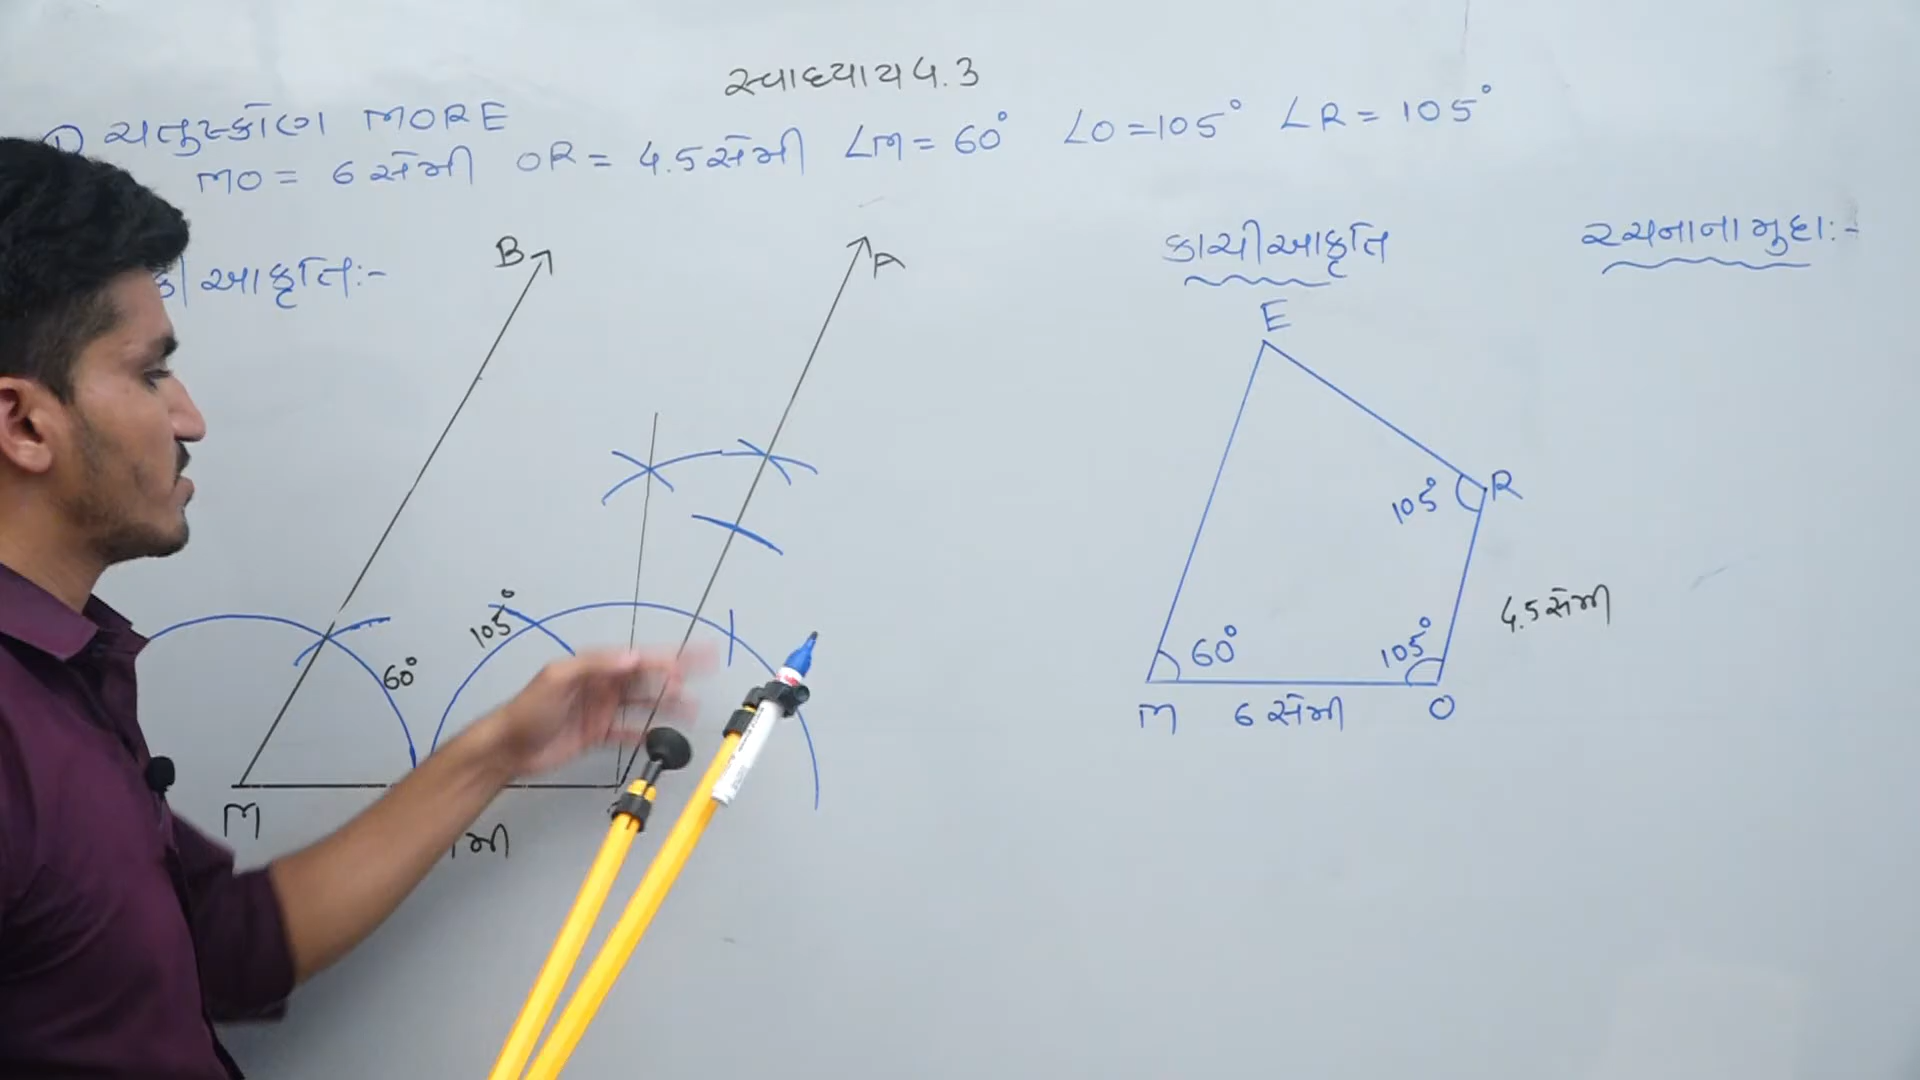 સ્વાધ્યાય 4.3
1) ચતુષ્કોણ MORE
MO = 6 સેમી OR = 4.5 સેમી ∠M = 60° ∠O = 105° ∠R = 105°
આકૃતિ:-
B
A
105°
60°
M
કાચી આકૃતિ
E
R
105°
4.5 સેમી
60°
105°
M 6 સેમી O
રચનાના મુદ્દા:-